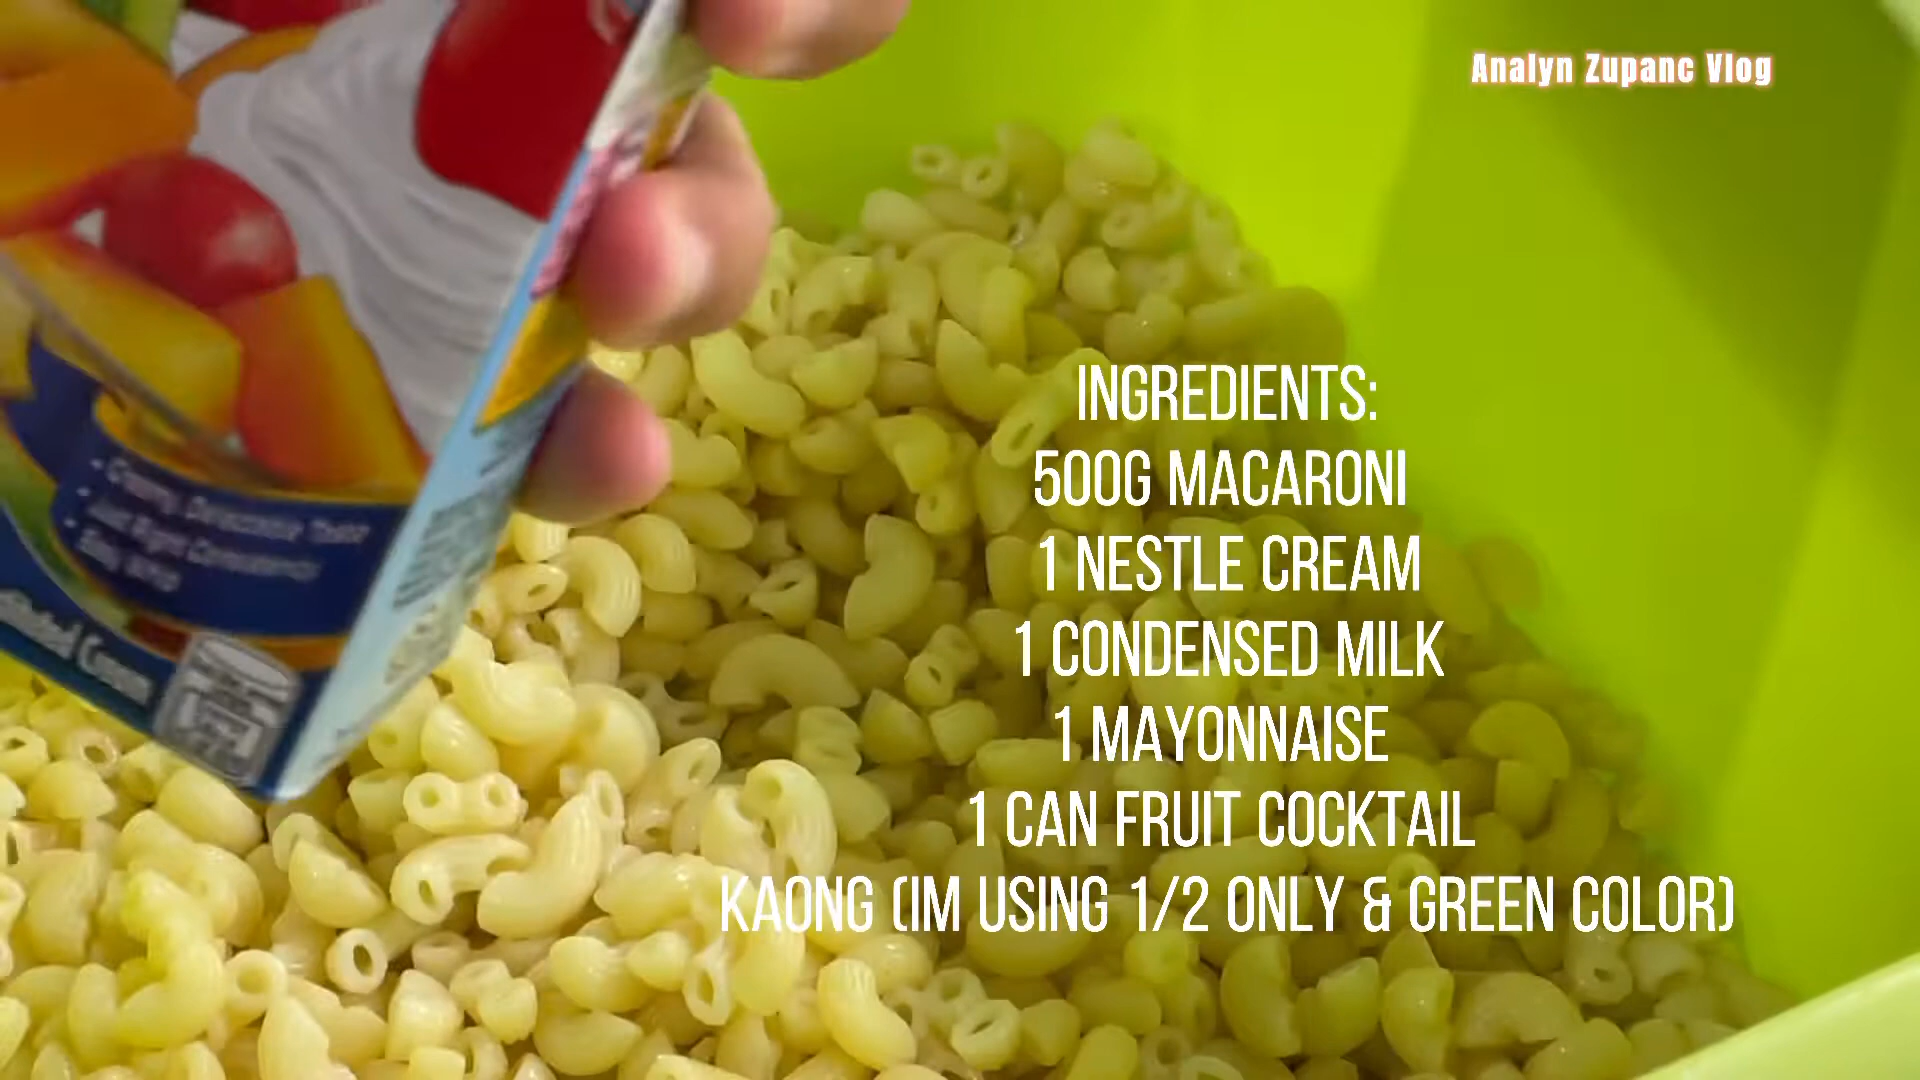 Analyn Zupanc Vlog
INGREDIENTS:
500G MACARONI
1 NESTLE CREAM
1 CONDENSED MILK
1 MAYONNAISE
1 CAN FRUIT COCKTAIL
KAONG (IM USING 1/2 ONLY & GREEN COLOR)
Cream